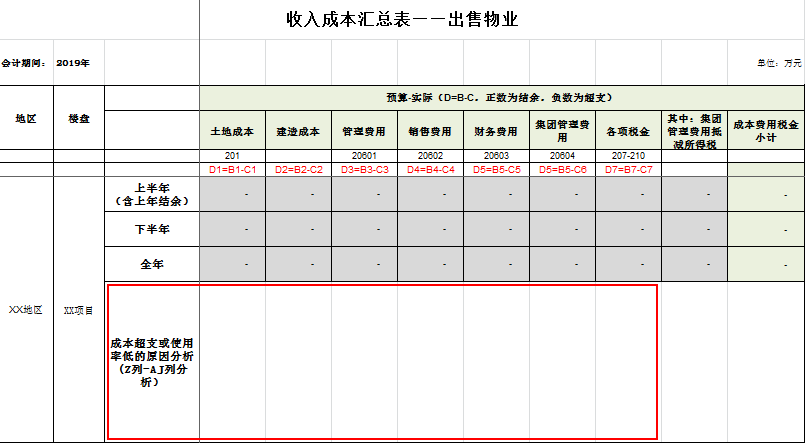 收入成本汇总表一一出售物业
会计期间： 2019年 单位：万元
地区 楼盘 预算-实际（D=B-C，正数为结余，负数为超支）
土地成本 建造成本 管理费用 销售费用 财务费用 集团管理费用 各项税金 其中：集团管理费用抵减所得税 成本费用税金小计
201 20601 20602 20603 20604 207-210
D1=B1-C1 D2=B2-C2 D3=B3-C3 D4=B4-C4 D5=B5-C5 D5=B5-C6 D7=B7-C7
上半年
（含上年结余） - - - - - - - - -
下半年 - - - - - - - - -
全年 - - - - - - - - -
XX地区 XX项目
成本超支或使用
率低的原因分析
（Z列-AJ列分
析）